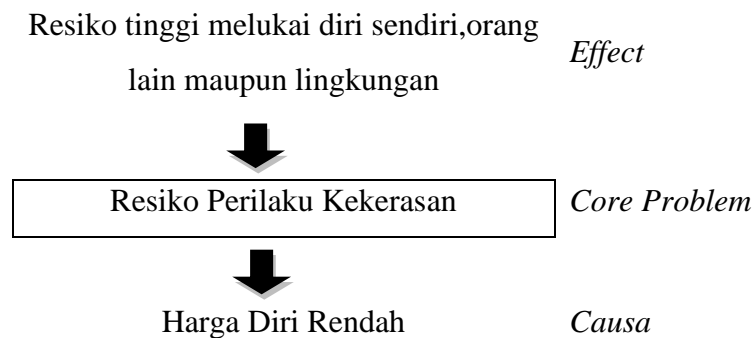 Resiko tinggi melukai diri sendiri,orang
lain maupun lingkungan
Effect
Resiko Perilaku Kekerasan
Core Problem
Harga Diri Rendah
Causa